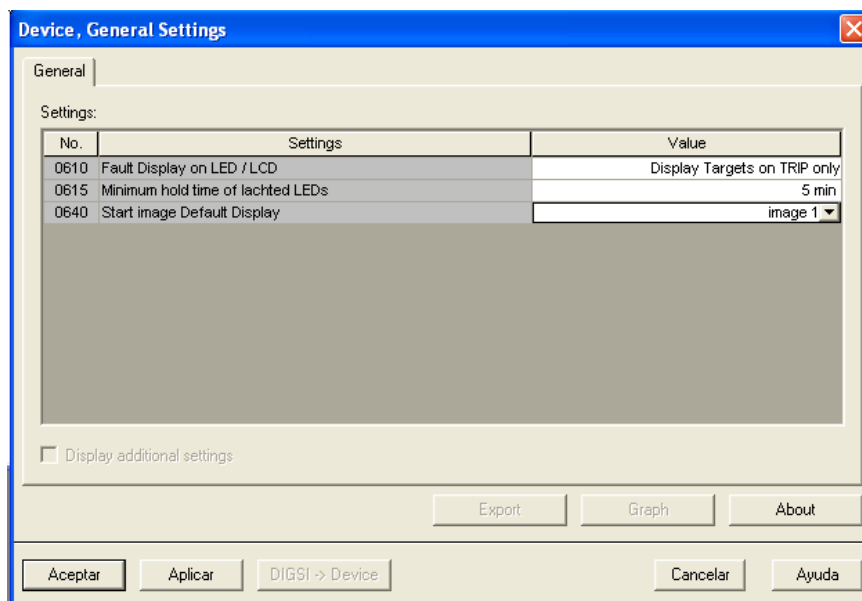 Device, General Settings
General
Settings:
No. Settings Value
0610 Fault Display on LED / LCD Display Targets on TRIP only
0615 Minimum hold time of lachted LEDs 5 min
0640 Start image Default Display image 1
Display additional settings
Export Graph About
Aceptar Aplicar DIGSI -> Device Cancelar Ayuda